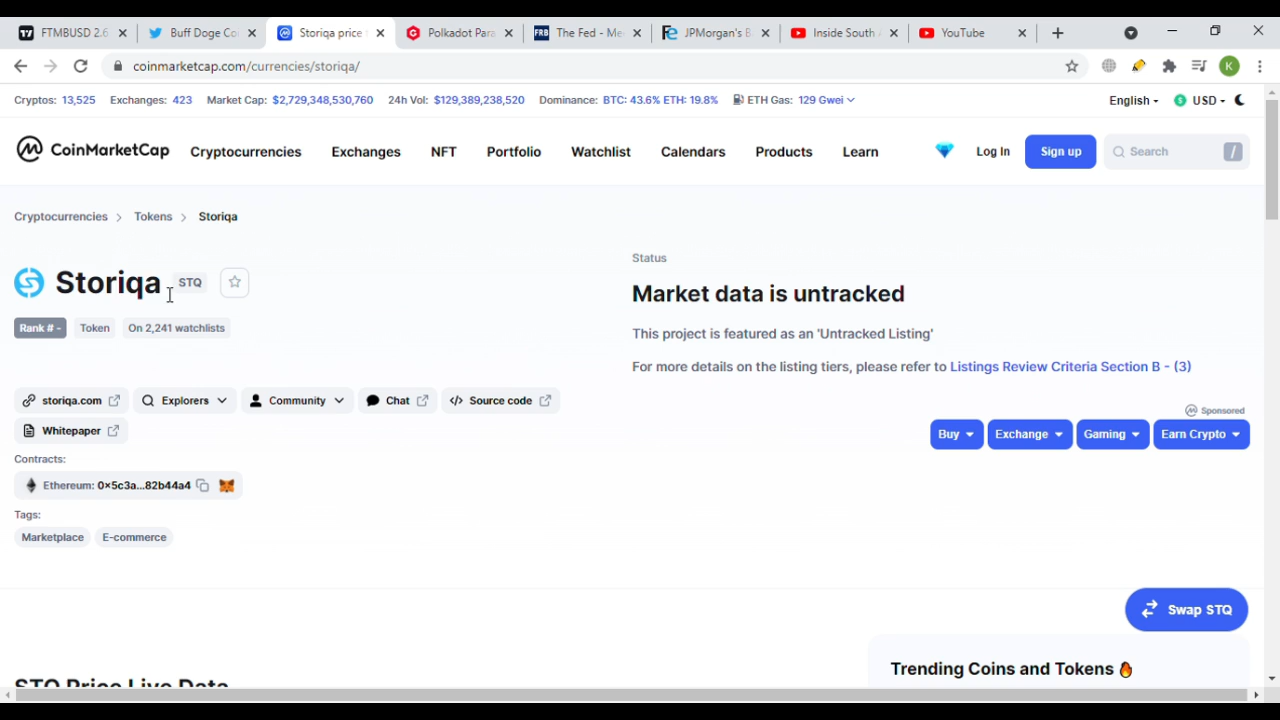 FTMBUSD 2.6
Buff Doge Co
Storiqa price
Polkadot Para
The Fed - Me
JPMorgan's B
Inside South A
YouTube
coinmarketcap.com/currencies/storiqa/
K
Cryptos: 13,525 Exchanges: 423 Market Cap: $2,729,348,530,760 24h Vol: $129,389,238,520 Dominance: BTC: 43.6% ETH: 19.8% ETH Gas: 129 Gwei
English USD
CoinMarketCap Cryptocurrencies Exchanges NFT Portfolio Watchlist Calendars Products Learn Log In Sign up Search /
Cryptocurrencies > Tokens > Storiqa
Storiqa STQ
Rank # - Token On 2,241 watchlists
Status
Market data is untracked
This project is featured as an 'Untracked Listing'
For more details on the listing tiers, please refer to Listings Review Criteria Section B - (3)
storiqa.com Explorers Community Chat </> Source code
Whitepaper
Sponsored
Buy Exchange Gaming Earn Crypto
Contracts:
Ethereum: 0x5c3a...82b44a4
Tags:
Marketplace E-commerce
Swap STQ
STQ Price Live Data
Trending Coins and Tokens 🔥